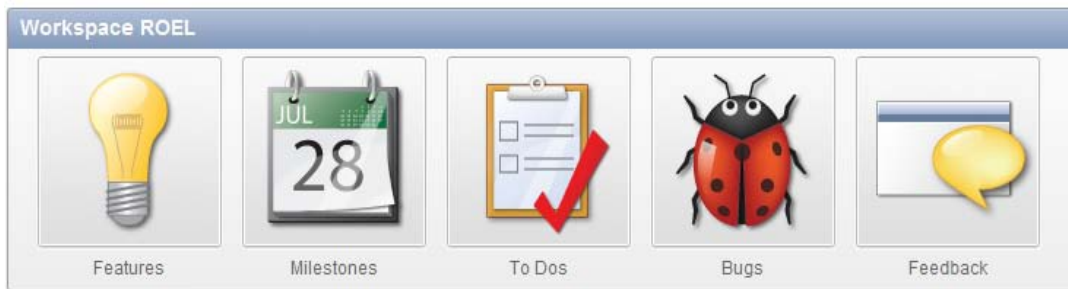 Workspace ROEL
JUL
28
Features Milestones To Dos Bugs Feedback